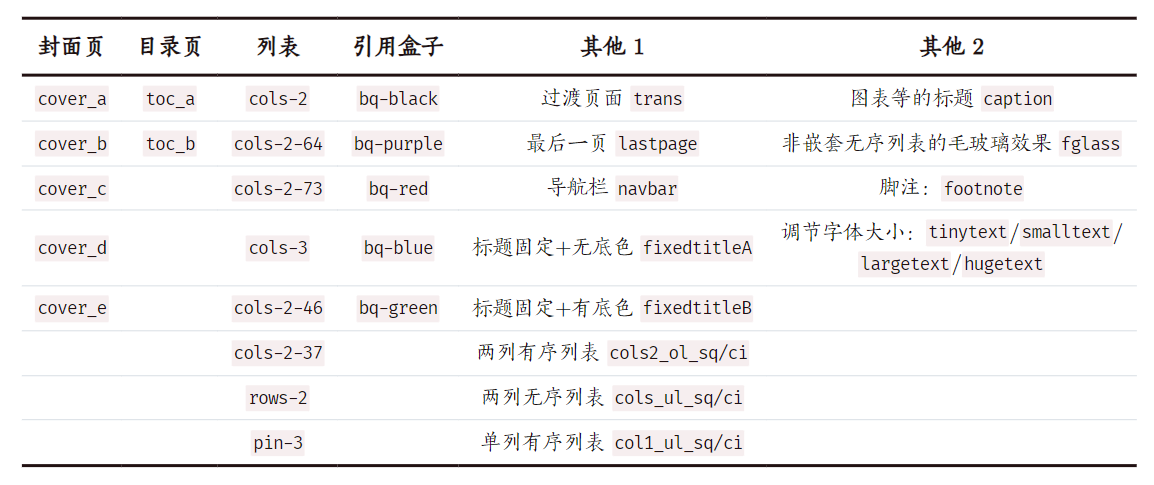 封面页 目录页 列表 引用盒子 其他 1 其他 2
cover_a toc_a cols-2 bq-black 过渡页面 trans 图表等的标题 caption
cover_b toc_b cols-2-64 bq-purple 最后一页 lastpage 非嵌套无序列表的毛玻璃效果 fglass
cover_c cols-2-73 bq-red 导航栏 navbar 脚注：footnote
cover_d cols-3 bq-blue 标题固定+无底色 fixedtitleA 调节字体大小：tinytext/smalltext/
largetext/hugetext
cover_e cols-2-46 bq-green 标题固定+有底色 fixedtitleB
cols-2-37 两列有序列表 cols2_ol_sq/ci
rows-2 两列无序列表 cols_ul_sq/ci
pin-3 单列有序列表 col1_ul_sq/ci